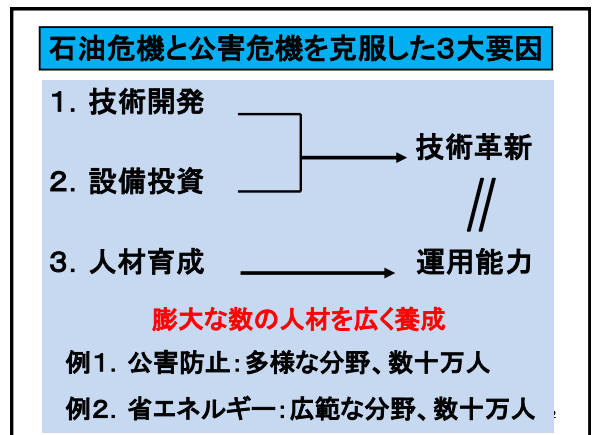 石油危機と公害危機を克服した３大要因
１．技術開発
技術革新
２．設備投資
３．人材育成
運用能力
膨大な数の人材を広く養成
例１．公害防止：多様な分野、数十万人
例２．省エネルギー：広範な分野、数十万人